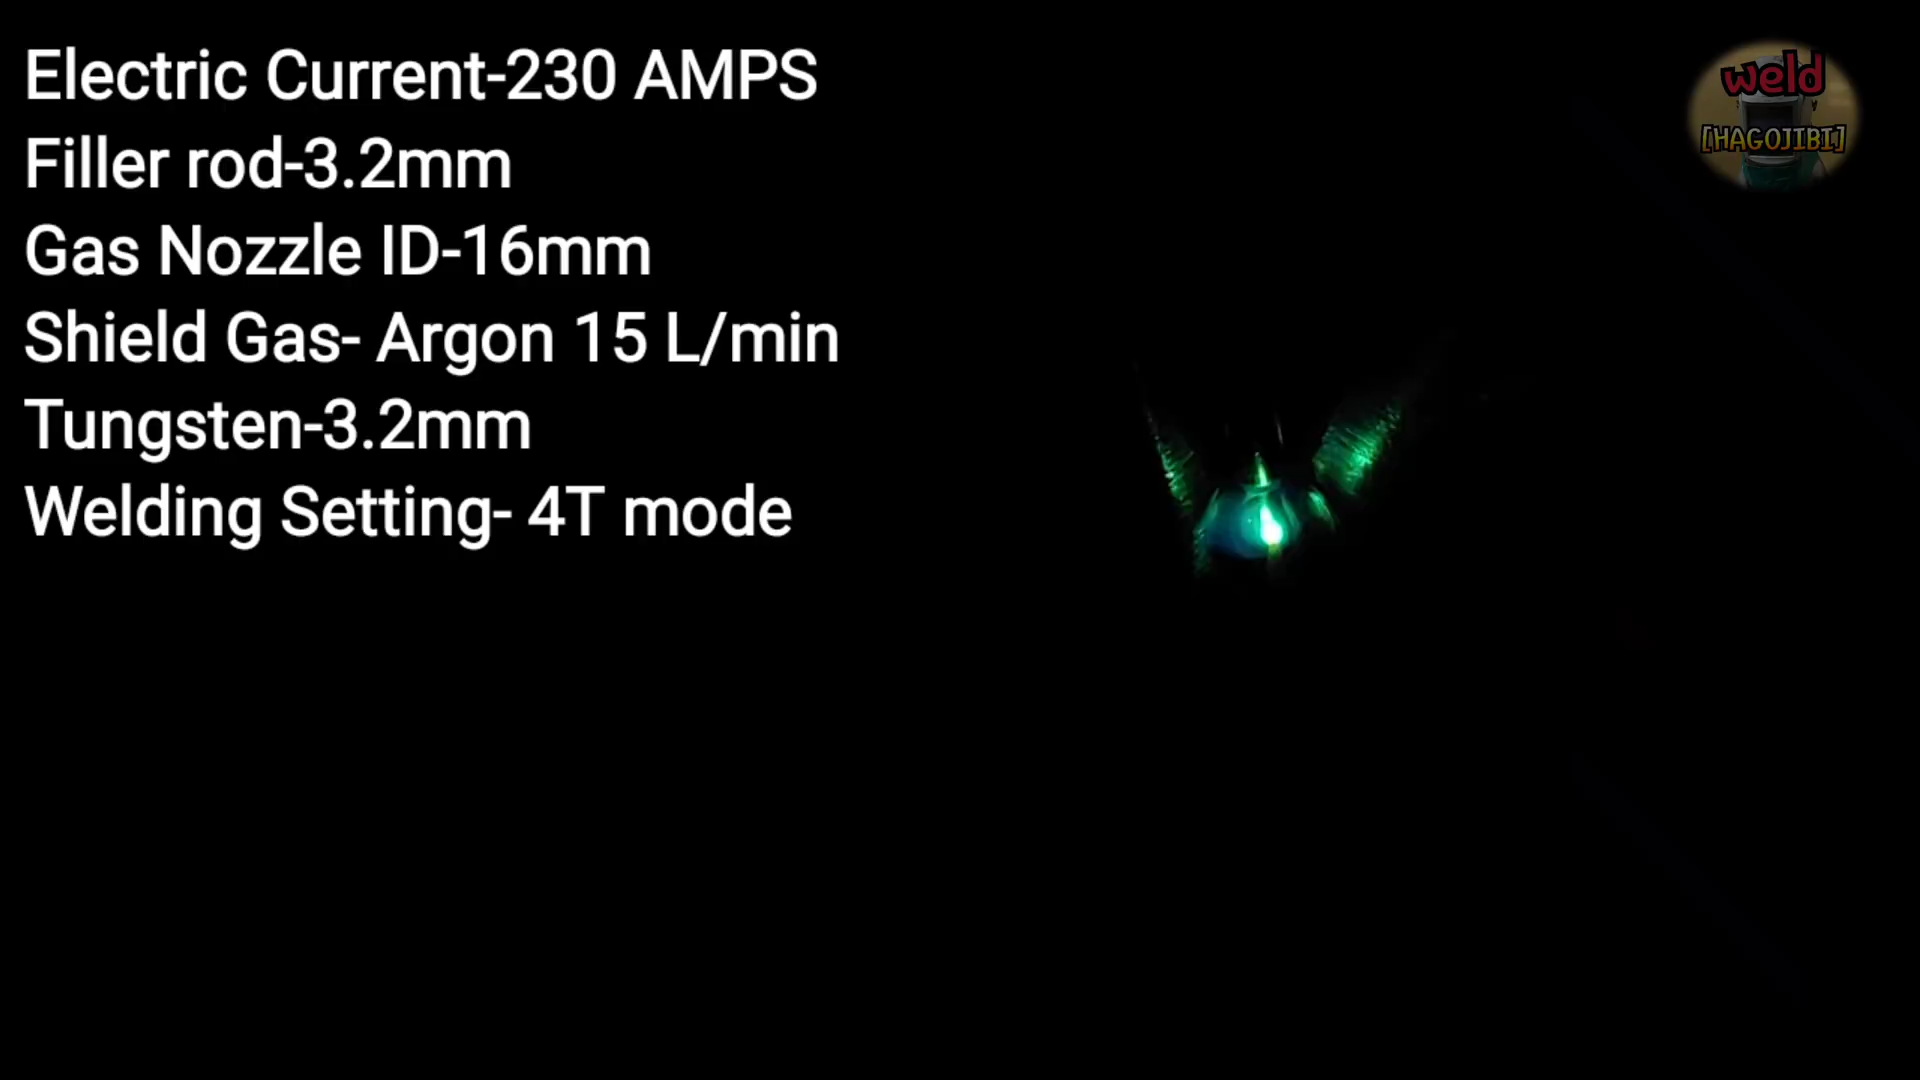 Electric Current-230 AMPS
Filler rod-3.2mm
Gas Nozzle ID-16mm
Shield Gas- Argon 15 L/min
Tungsten-3.2mm
Welding Setting- 4T mode
weld
[HAGOJIBI]